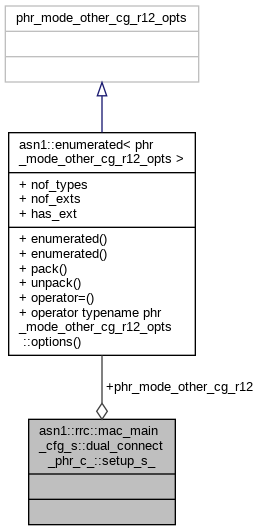 phr_mode_other_cg_r12_opts
asn1::enumerated< phr
_mode_other_cg_r12_opts >
+ nof_types
+ nof_exts
+ has_ext
+ enumerated()
+ enumerated()
+ pack()
+ unpack()
+ operator=()
+ operator typename phr
_mode_other_cg_r12_opts
::options()
+phr_mode_other_cg_r12
asn1::rrc::mac_main
_cfg_s::dual_connect
_phr_c_::setup_s_